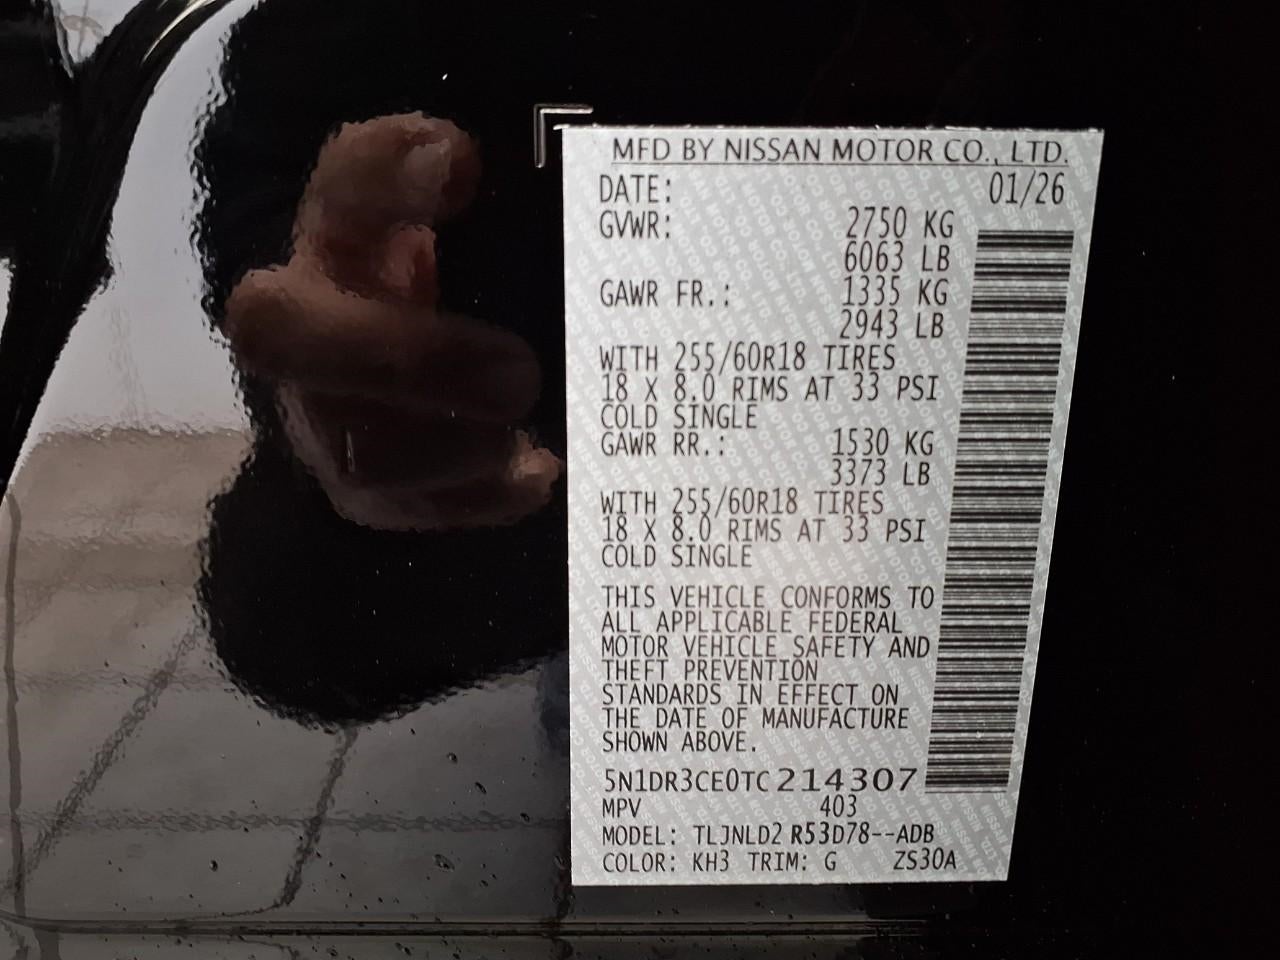 MFD BY NISSAN MOTOR CO., LTD.
DATE: 01/26
GVWR: 2750 KG
6063 LB
GAWR FR.: 1335 KG
2943 LB
WITH 255/60R18 TIRES
18 X 8.0 RIMS AT 33 PSI
COLD SINGLE
GAWR RR.: 1530 KG
3373 LB
WITH 255/60R18 TIRES
18 X 8.0 RIMS AT 33 PSI
COLD SINGLE
THIS VEHICLE CONFORMS TO
ALL APPLICABLE FEDERAL
MOTOR VEHICLE SAFETY AND
THEFT PREVENTION
STANDARDS IN EFFECT ON
THE DATE OF MANUFACTURE
SHOWN ABOVE.
5N1DR3CE0TC214307
MPV 403
MODEL: TLJNLD2 R53D78--ADB
COLOR: KH3 TRIM: G ZS30A